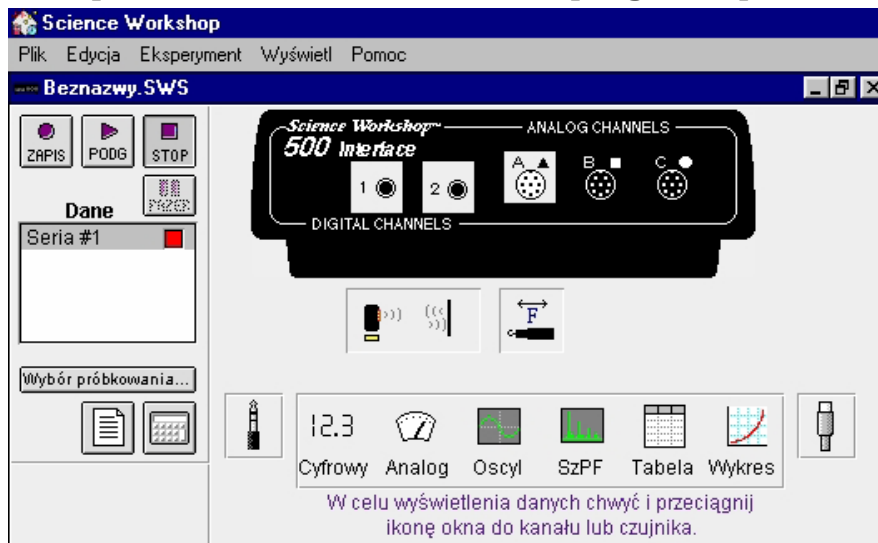 Science Workshop
Plik Edycja Eksperyment Wyświetl Pomoc
Beznazwy.SWS
ZAPIS PODG STOP
Dane
Seria #1
Wybór próbkowania...
Science Workshop™
500 Interface
ANALOG CHANNELS
1 2 A B C
DIGITAL CHANNELS
F
12.3
Cyfrowy Analog Oscyl SzPF Tabela Wykres
W celu wyświetlenia danych chwyć i przeciągnij
ikonę okna do kanału lub czujnika.